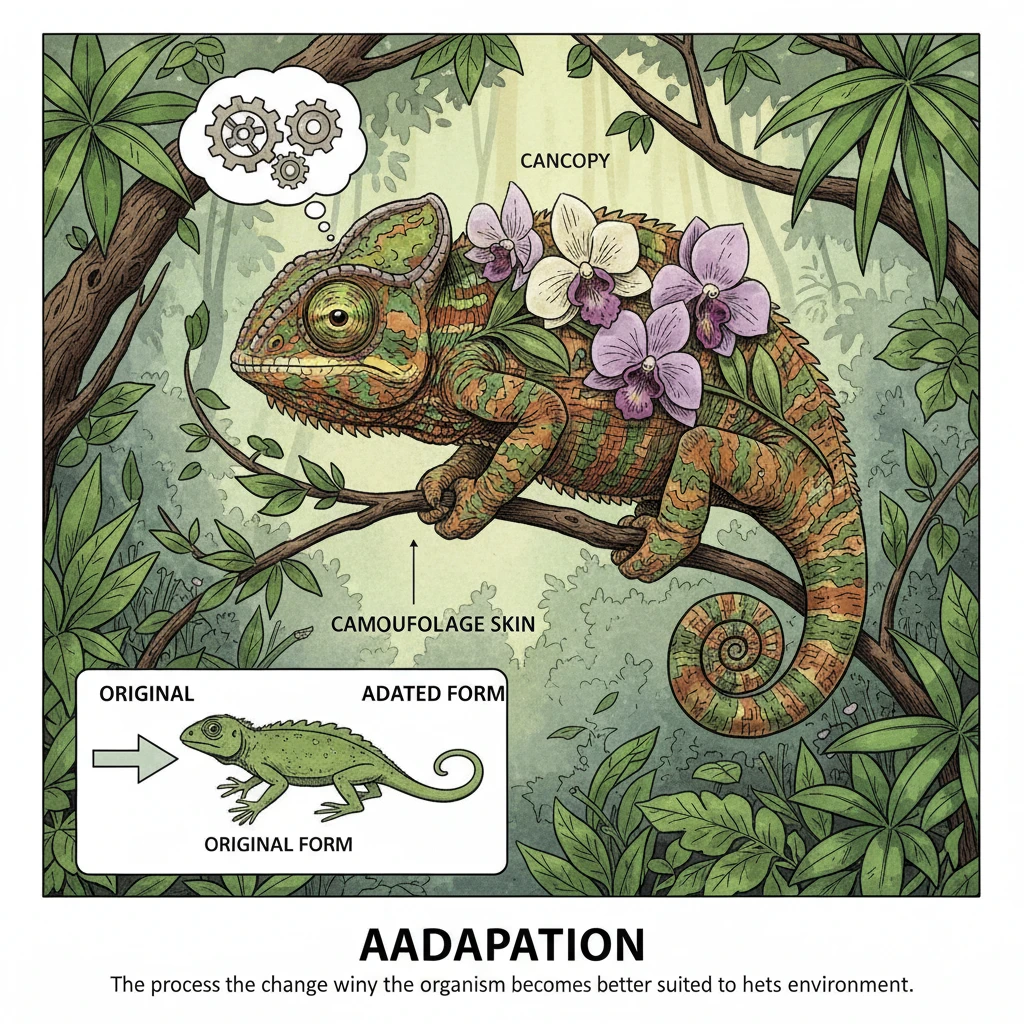 CANCOPY
CAMOUFOLAGE SKIN
ORIGINAL
ADATED FORM
ORIGINAL FORM
AADAPATION
The process the change winy the organism becomes better suited to hets environment.